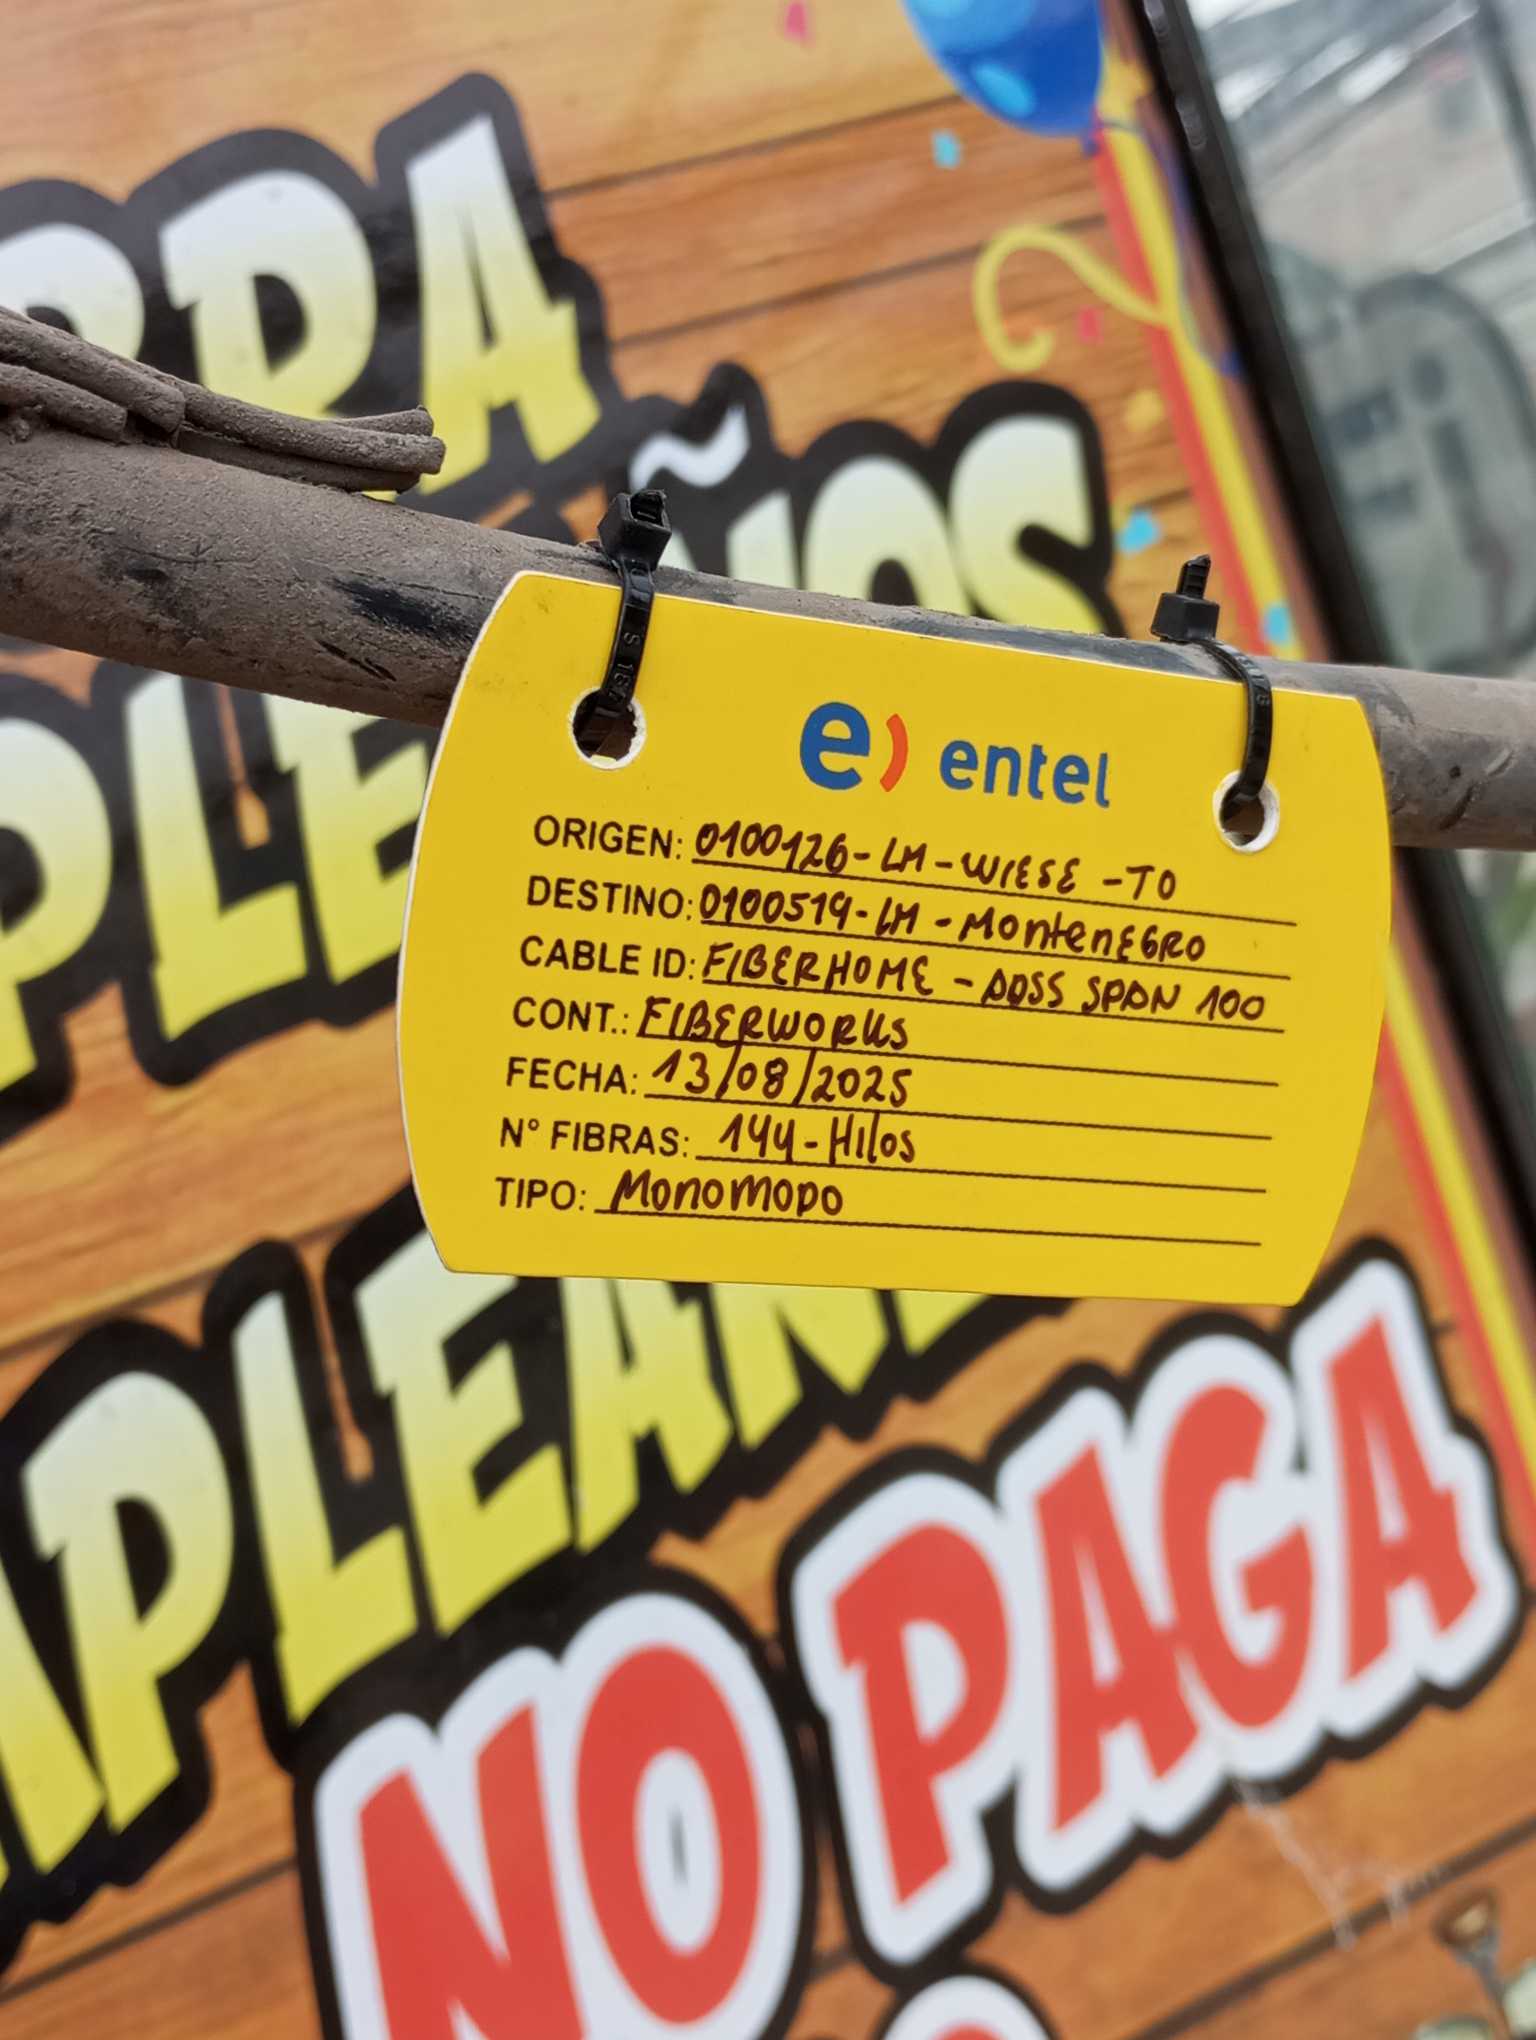 PLEAÑOS
e) entel
ORIGEN: 0100126-LM-WIESE-TO
DESTINO: 0100519-LM-MontenEGRO
CABLE ID: FIBERHOME - ADSS SPAN 100
CONT.: FIBERWORKS
FECHA: 13/08/2025
N° FIBRAS: 144-Hilos
TIPO: MonoMODO
NO PAGA